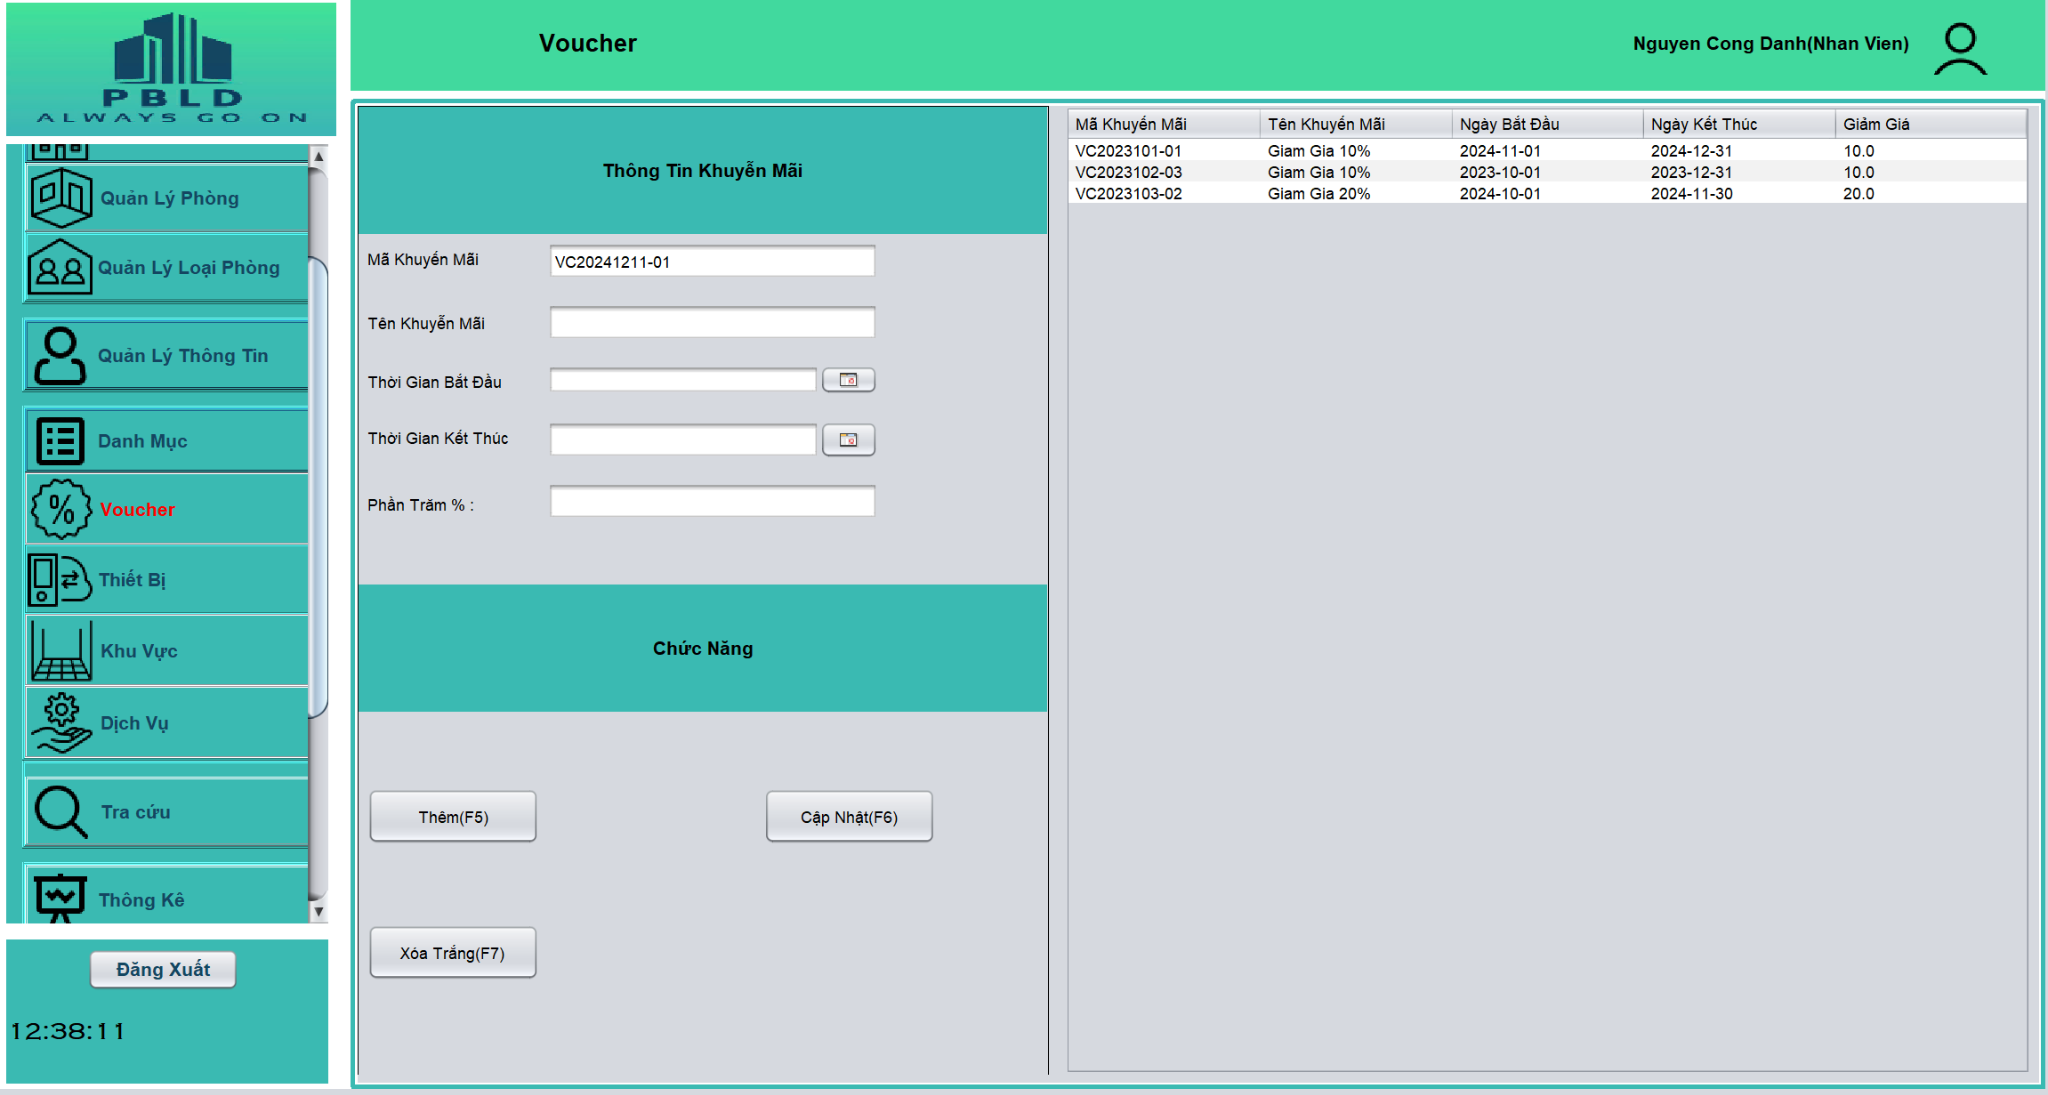 PBLD
ALWAYS GO ON
Voucher
Nguyen Cong Danh(Nhan Vien)
Quản Lý Phòng
Quản Lý Loại Phòng
Quản Lý Thông Tin
Danh Mục
Voucher
Thiết Bị
Khu Vực
Dịch Vụ
Tra cứu
Thông Kê
Đăng Xuất
12:38:11
Thông Tin Khuyễn Mãi
Mã Khuyến Mãi
VC20241211-01
Tên Khuyễn Mãi
Thời Gian Bắt Đầu
Thời Gian Kết Thúc
Phần Trăm % :
Chức Năng
Thêm(F5)
Cập Nhật(F6)
Xóa Trắng(F7)
Mã Khuyến Mãi Tên Khuyến Mãi Ngày Bắt Đầu Ngày Kết Thúc Giảm Giá
VC2023101-01 Giam Gia 10% 2024-11-01 2024-12-31 10.0
VC2023102-03 Giam Gia 10% 2023-10-01 2023-12-31 10.0
VC2023103-02 Giam Gia 20% 2024-10-01 2024-11-30 20.0